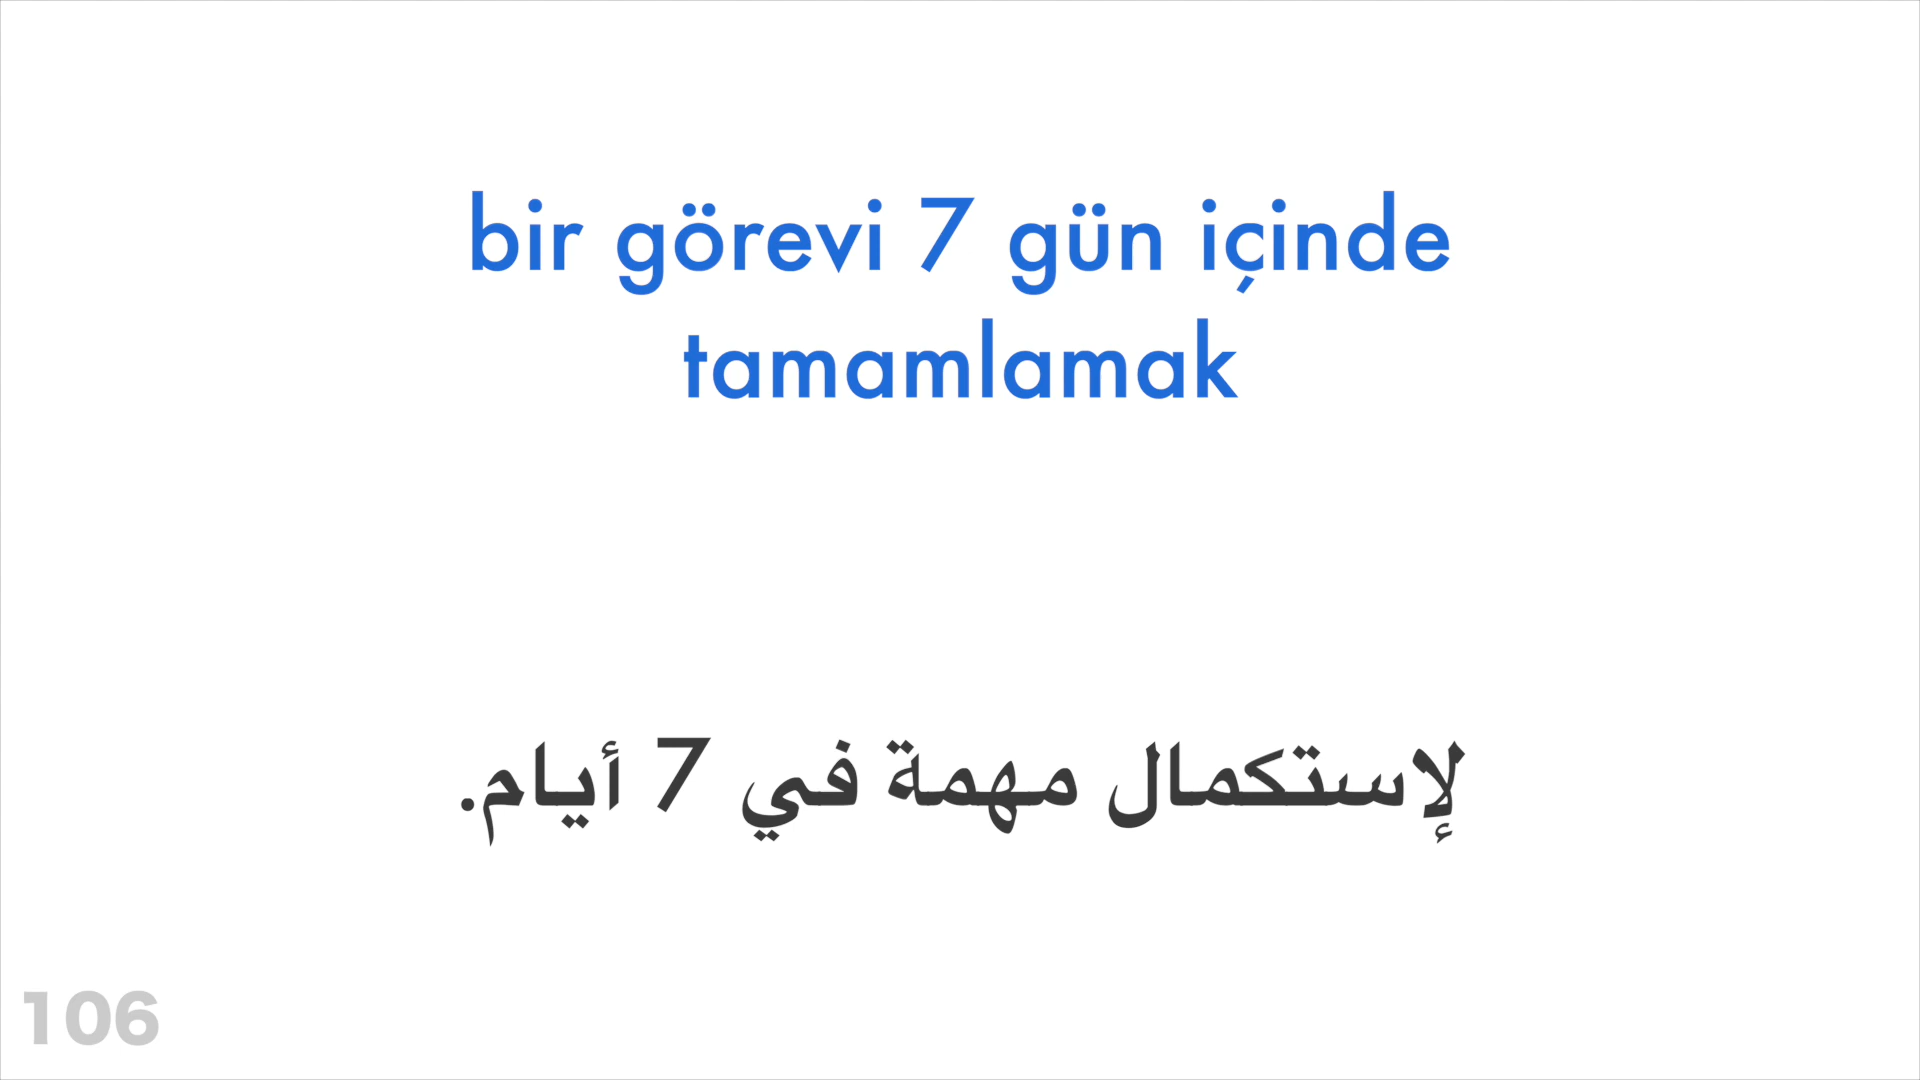 bir görevi 7 gün içinde
tamamlamak
لإستكمال مهمة في 7 أيام.
106